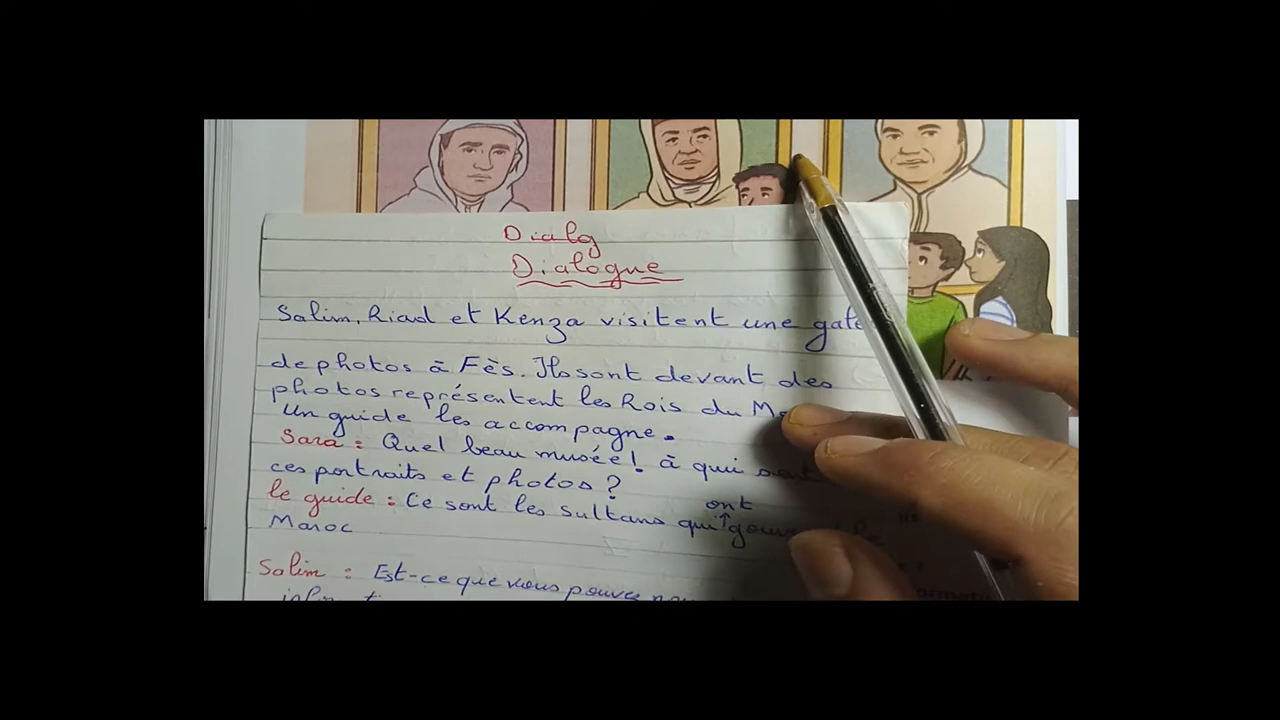 Dialg
Dialogue
Salim, Riad et Kenza visitent une
de photos à Fès. Ils sont devant des
photos représentent les Rois du
Un guide les accompagne.
Sara : Quel beau musée ! à qui sont
ces portraits et photos ?
le guide : Ce sont les sultans qui ont
Maroc
Salim : Est-ce que vous pouvez